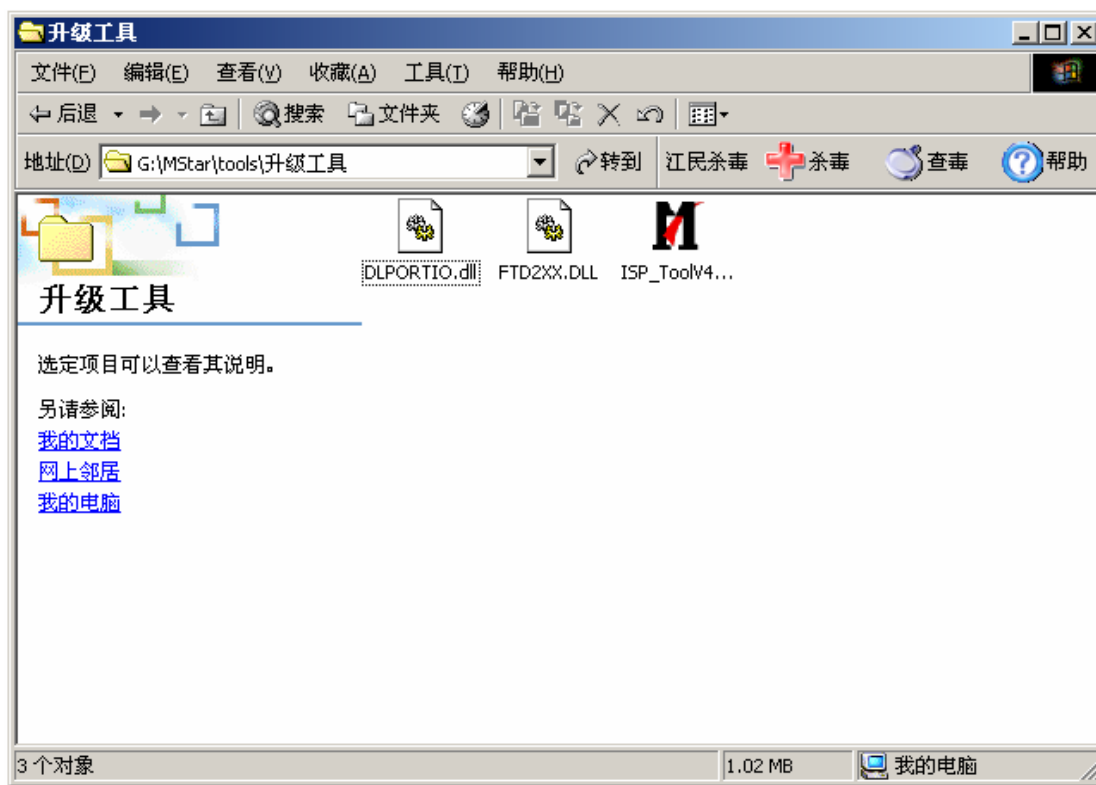 升级工具
文件(F) 编辑(E) 查看(V) 收藏(A) 工具(T) 帮助(H)
后退 搜索 文件夹
地址(D) G:\MStar\tools\升级工具 转到 江民杀毒 杀毒 查毒 帮助
DLPORTIO.dll FTD2XX.DLL ISP_ToolV4...
升级工具
选定项目可以查看其说明。
另请参阅:
我的文档
网上邻居
我的电脑
3 个对象 1.02 MB 我的电脑